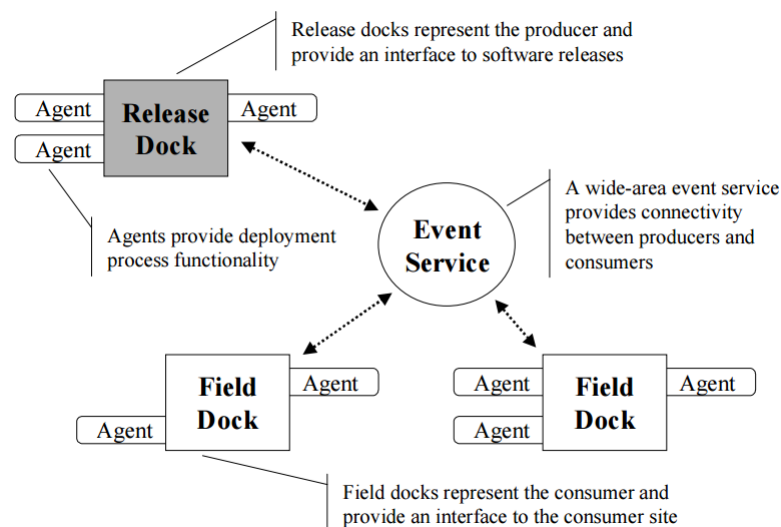 Release docks represent the producer and
provide an interface to software releases
Agent
Release
Dock
Agent
Agent
Agents provide deployment
process functionality
Event
Service
A wide-area event service
provides connectivity
between producers and
consumers
Field
Dock
Agent
Agent
Agent
Field
Dock
Agent
Agent
Field docks represent the consumer and
provide an interface to the consumer site